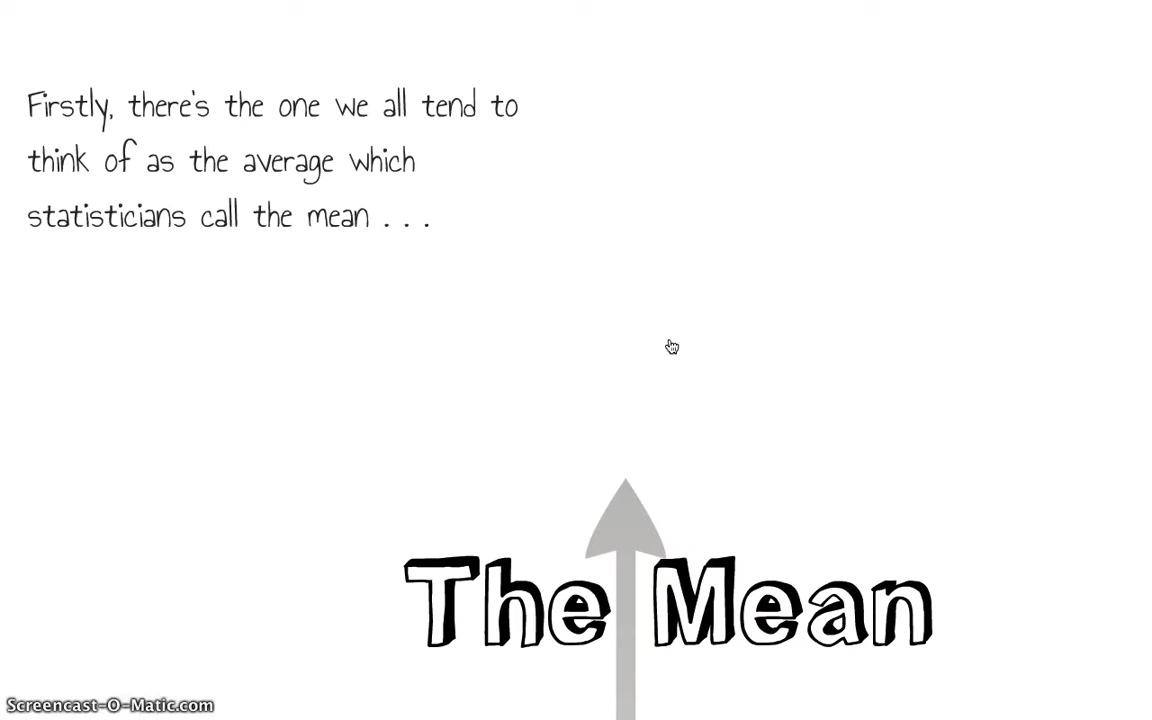 Firstly, there's the one we all tend to
think of as the average which
statisticians call the mean . . .
The Mean
Screencast-O-Matic.com